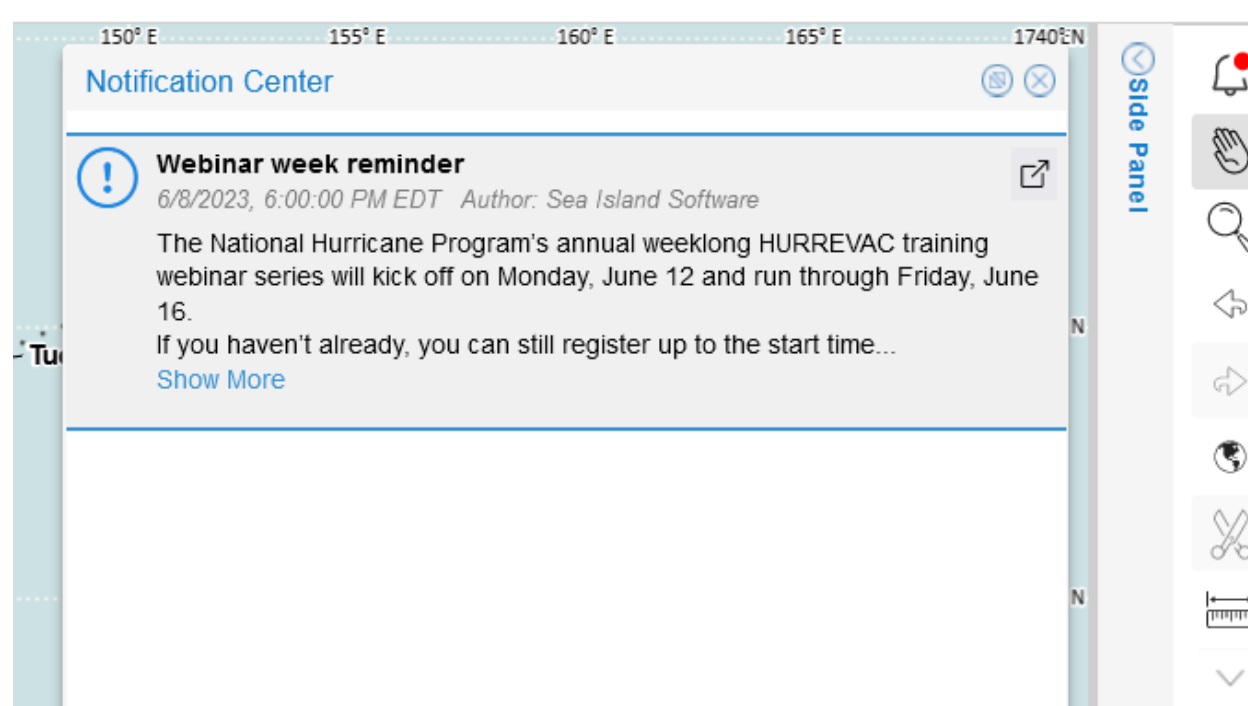 150° E 155° E 160° E 165° E
Notification Center
Side Panel
Webinar week reminder
6/8/2023, 6:00:00 PM EDT Author: Sea Island Software
The National Hurricane Program's annual weeklong HURREVAC training
webinar series will kick off on Monday, June 12 and run through Friday, June
16.
If you haven't already, you can still register up to the start time...
Show More
N
N